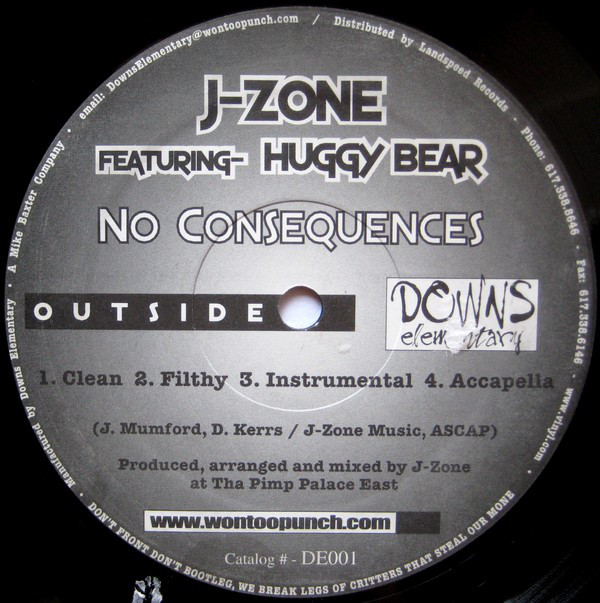 J-ZONE
FEATURING- HUGGY BEAR
NO CONSEQUENCES
OUTSIDE
DOWNS
elementary
1. Clean 2. Filthy 3. Instrumental 4. Accapella
(J. Mumford, D. Kerrs / J-Zone Music, ASCAP)
Produced, arranged and mixed by J-Zone
at Tha Pimp Palace East
www.wontoopunch.com
Catalog # - DE001
Manufactured by Downs Elementary • A Mike Baxter Company • email: DownsElementary@wontoopunch.com / Distributed by Landspeed Records • Phone: 617.338.8646 • Fax: 617.338.6146 • www.vinyl.com •
DON'T FRONT DON'T BOOTLEG, WE BREAK LEGS OF CRITTERS THAT STEAL OUR MONE